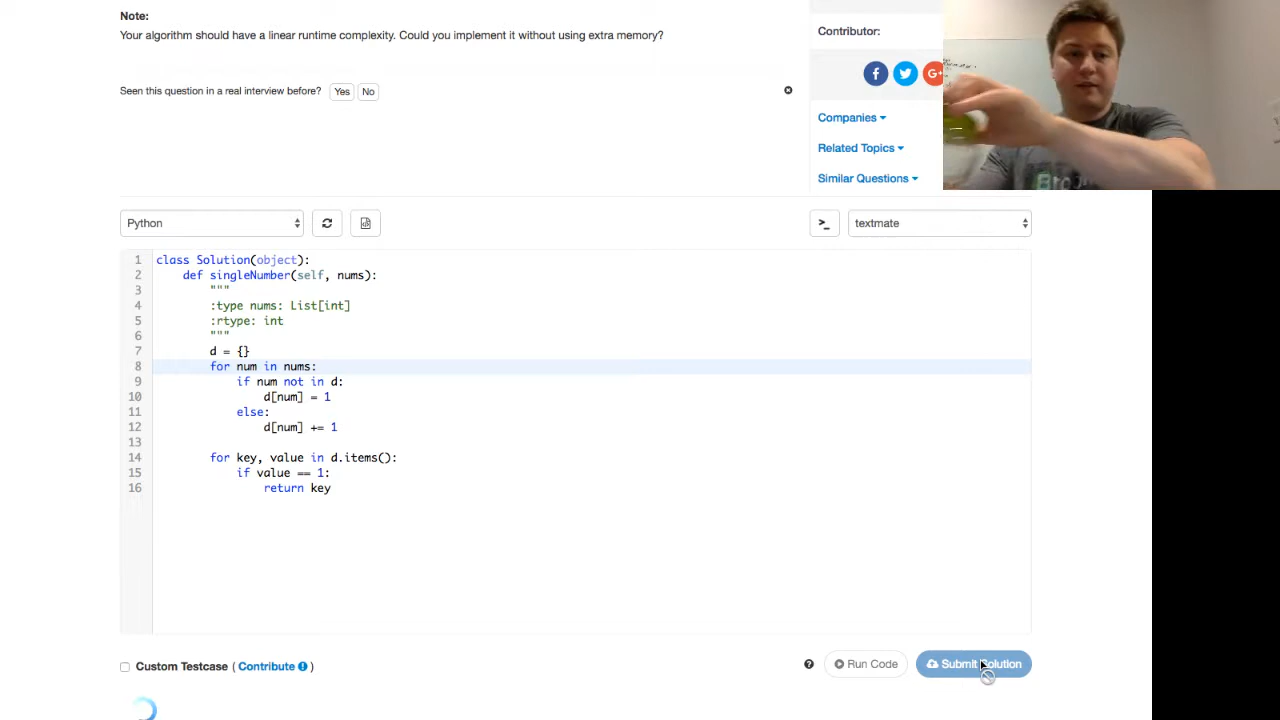 Note:
Your algorithm should have a linear runtime complexity. Could you implement it without using extra memory?
Contributor:
Seen this question in a real interview before? Yes No
Companies
Related Topics
Similar Questions
Python
>_ textmate
1 class Solution(object):
2 def singleNumber(self, nums):
3 """
4 :type nums: List[int]
5 :rtype: int
6 """
7 d = {}
8 for num in nums:
9 if num not in d:
10 d[num] = 1
11 else:
12 d[num] += 1
13
14 for key, value in d.items():
15 if value == 1:
16 return key
Custom Testcase ( Contribute )
Run Code Submit Solution